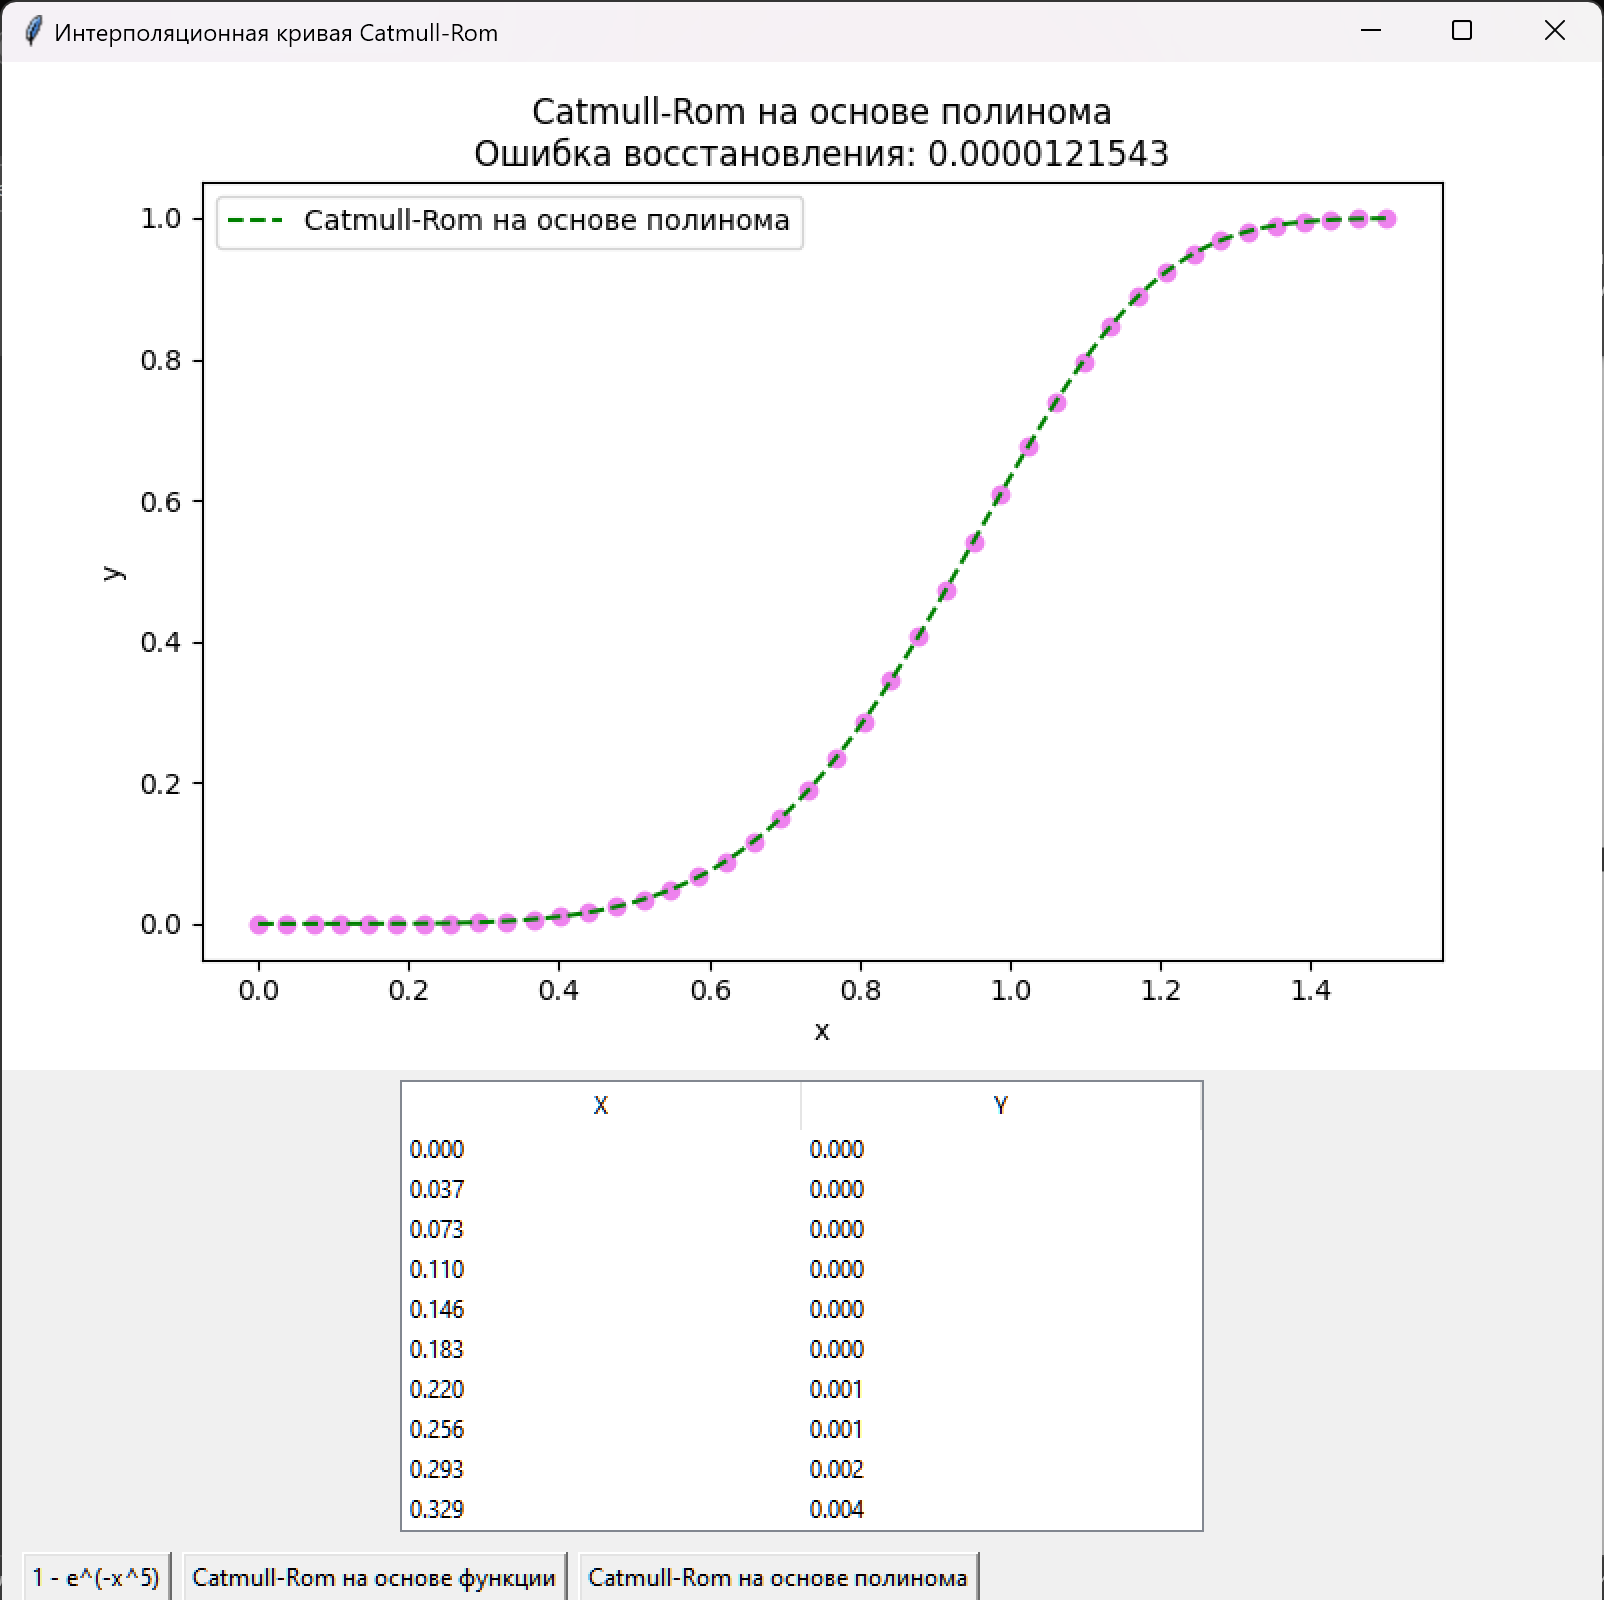 Интерполяционная кривая Catmull-Rom
Catmull-Rom на основе полинома
Ошибка восстановления: 0.0000121543
Catmull-Rom на основе полинома
1.0
0.8
0.6
0.4
0.2
0.0
y
0.0 0.2 0.4 0.6 0.8 1.0 1.2 1.4
x
X Y
0.000 0.000
0.037 0.000
0.073 0.000
0.110 0.000
0.146 0.000
0.183 0.000
0.220 0.001
0.256 0.001
0.293 0.002
0.329 0.004
1 - e^(-x^5) Catmull-Rom на основе функции Catmull-Rom на основе полинома